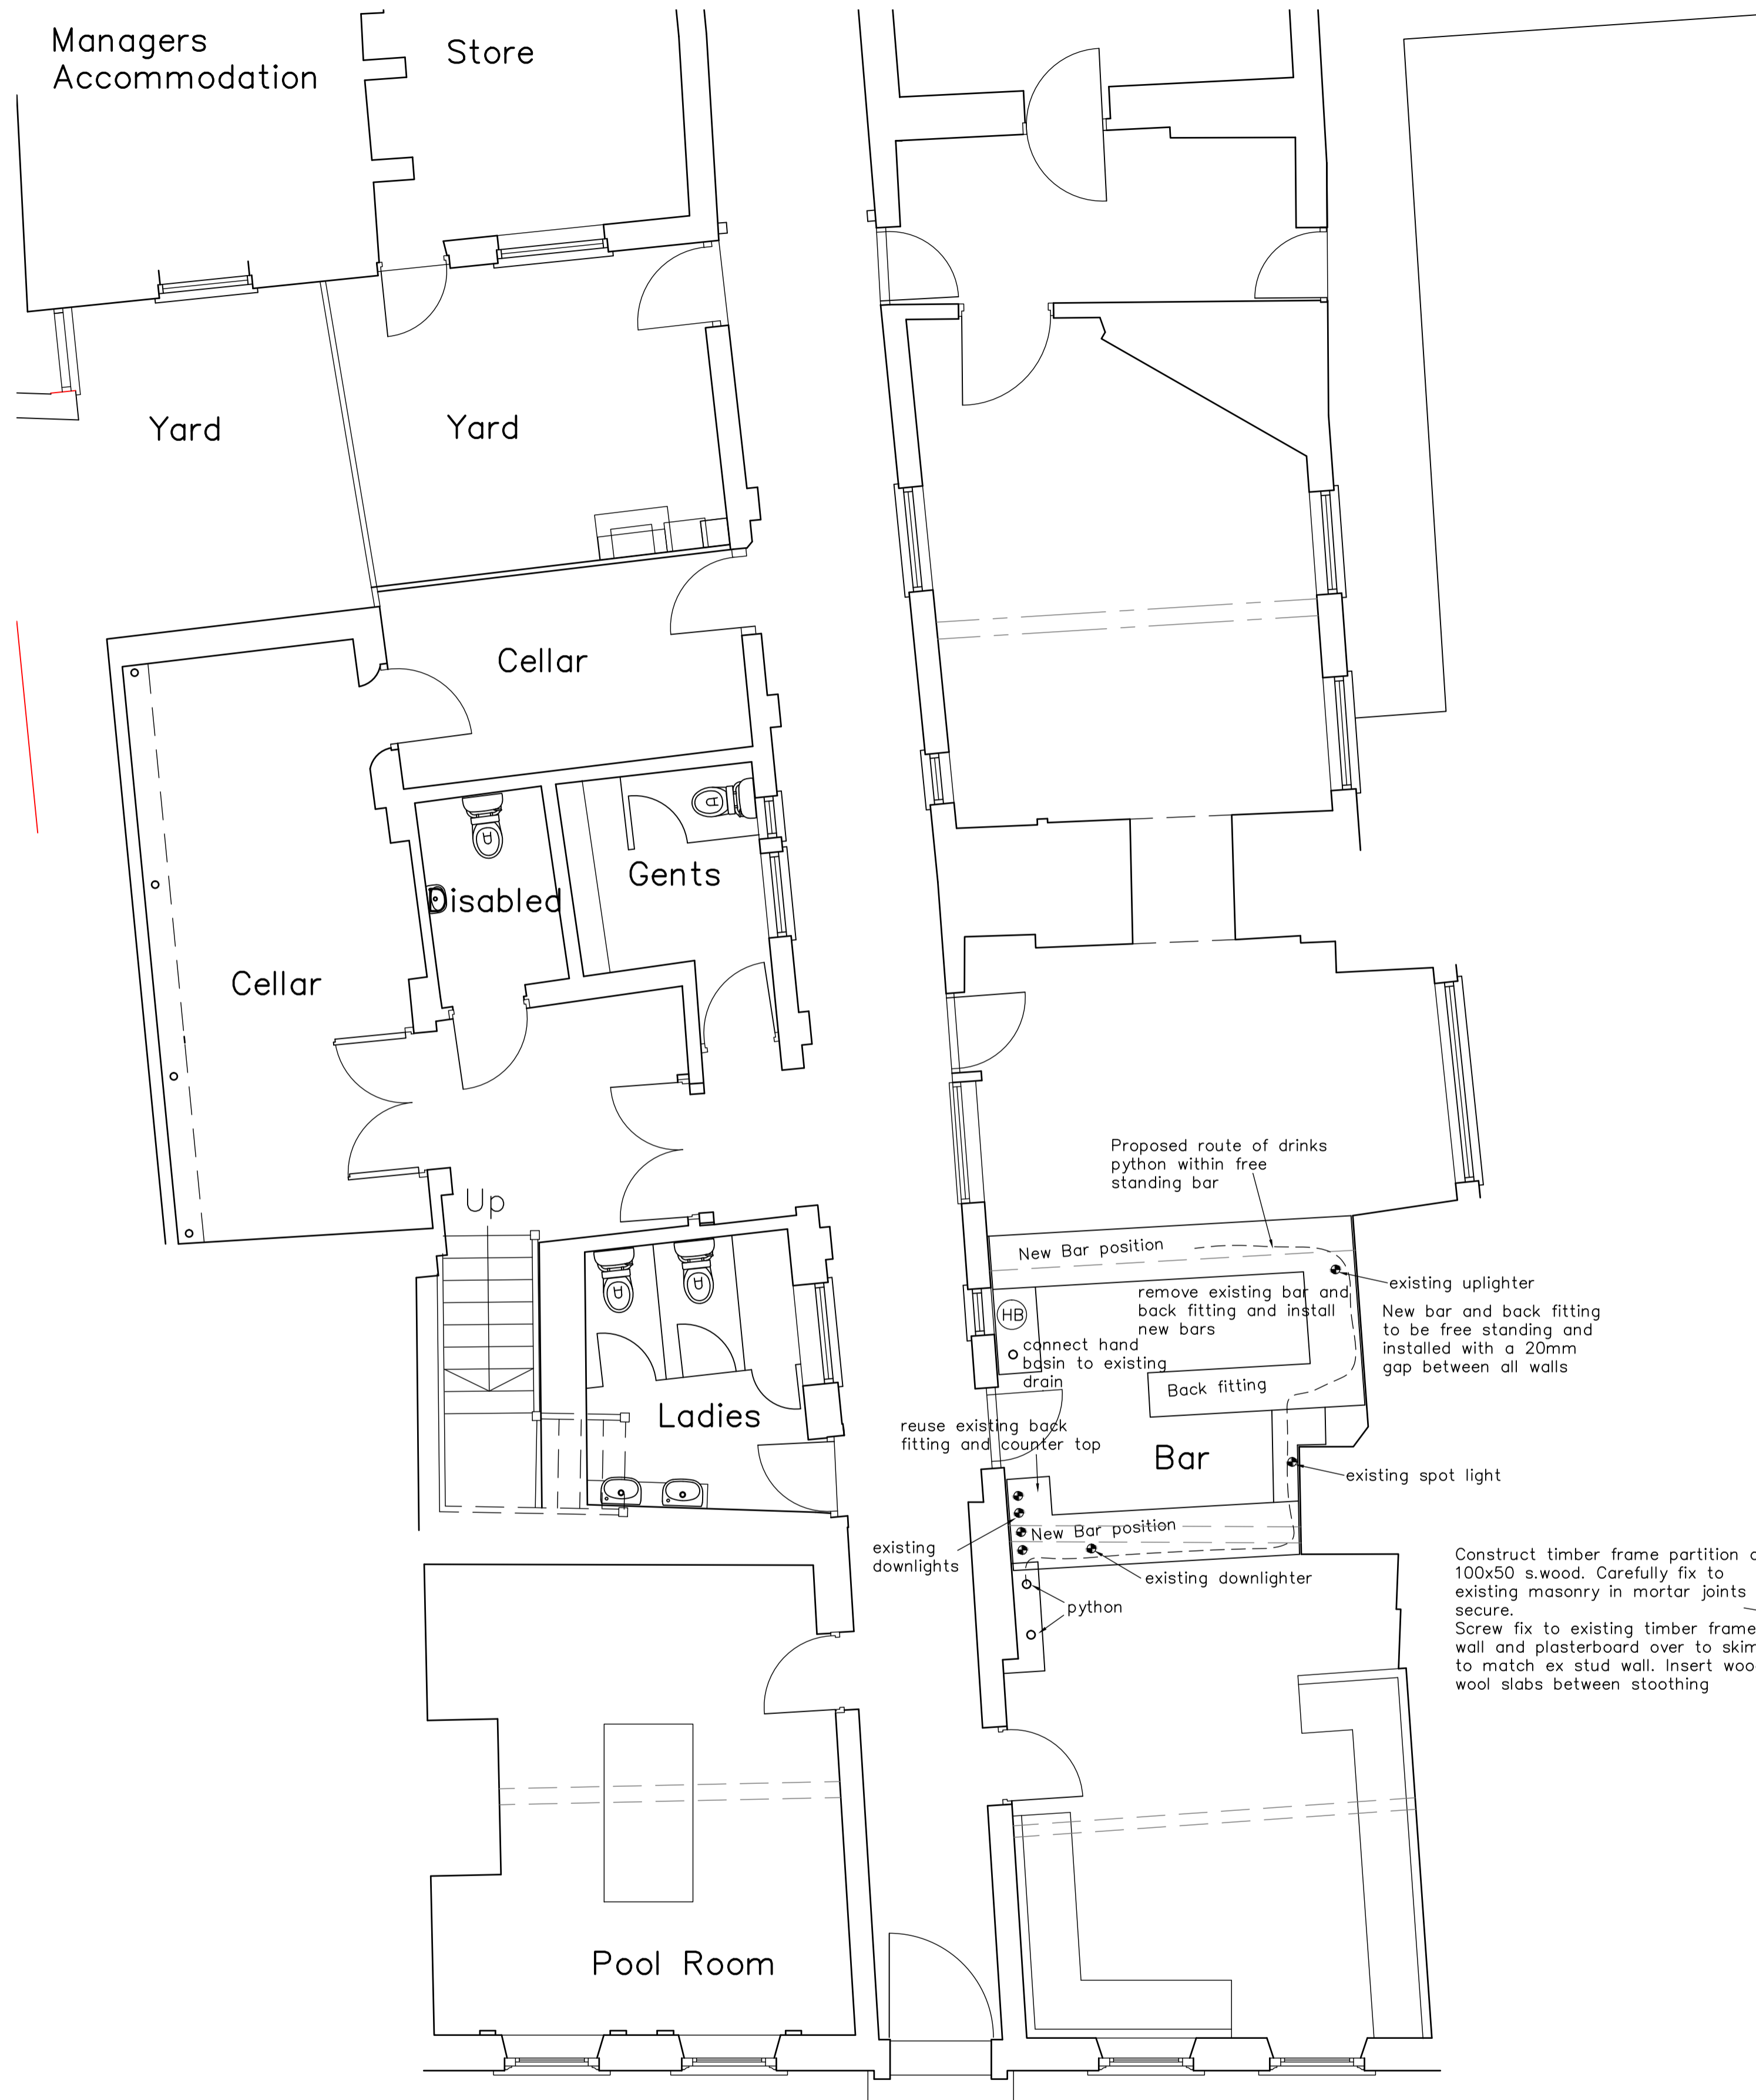 Managers
Accommodation
Store
Yard
Yard
Cellar
Gents
Disabled
Cellar
Proposed route of drinks
python within free
standing bar
Up
New Bar position
existing uplighter
remove existing bar and
back fitting and install
new bars
HB
New bar and back fitting
to be free standing and
installed with a 20mm
gap between all walls
connect hand
basin to existing
drain
Back fitting
Ladies
reuse existing back
fitting and counter top
Bar
existing spot light
New Bar position
existing
downlights
existing downlighter
python
Construct timber frame partition
100x50 s.wood. Carefully fix to
existing masonry in mortar joints
secure.
Screw fix to existing timber frame
wall and plasterboard over to skim
to match ex stud wall. Insert
wool slabs between stoothing
Pool Room